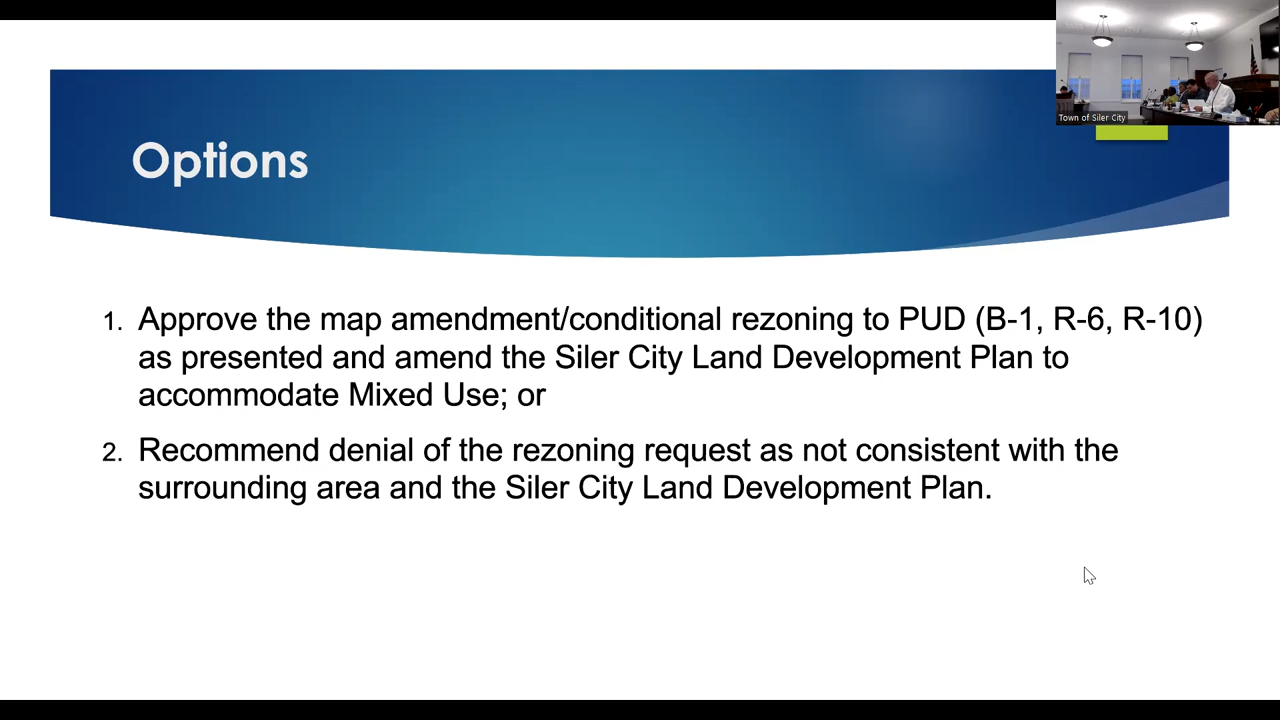 Town of Siler City
Options
1. Approve the map amendment/conditional rezoning to PUD (B-1, R-6, R-10)
as presented and amend the Siler City Land Development Plan to
accommodate Mixed Use; or
2. Recommend denial of the rezoning request as not consistent with the
surrounding area and the Siler City Land Development Plan.